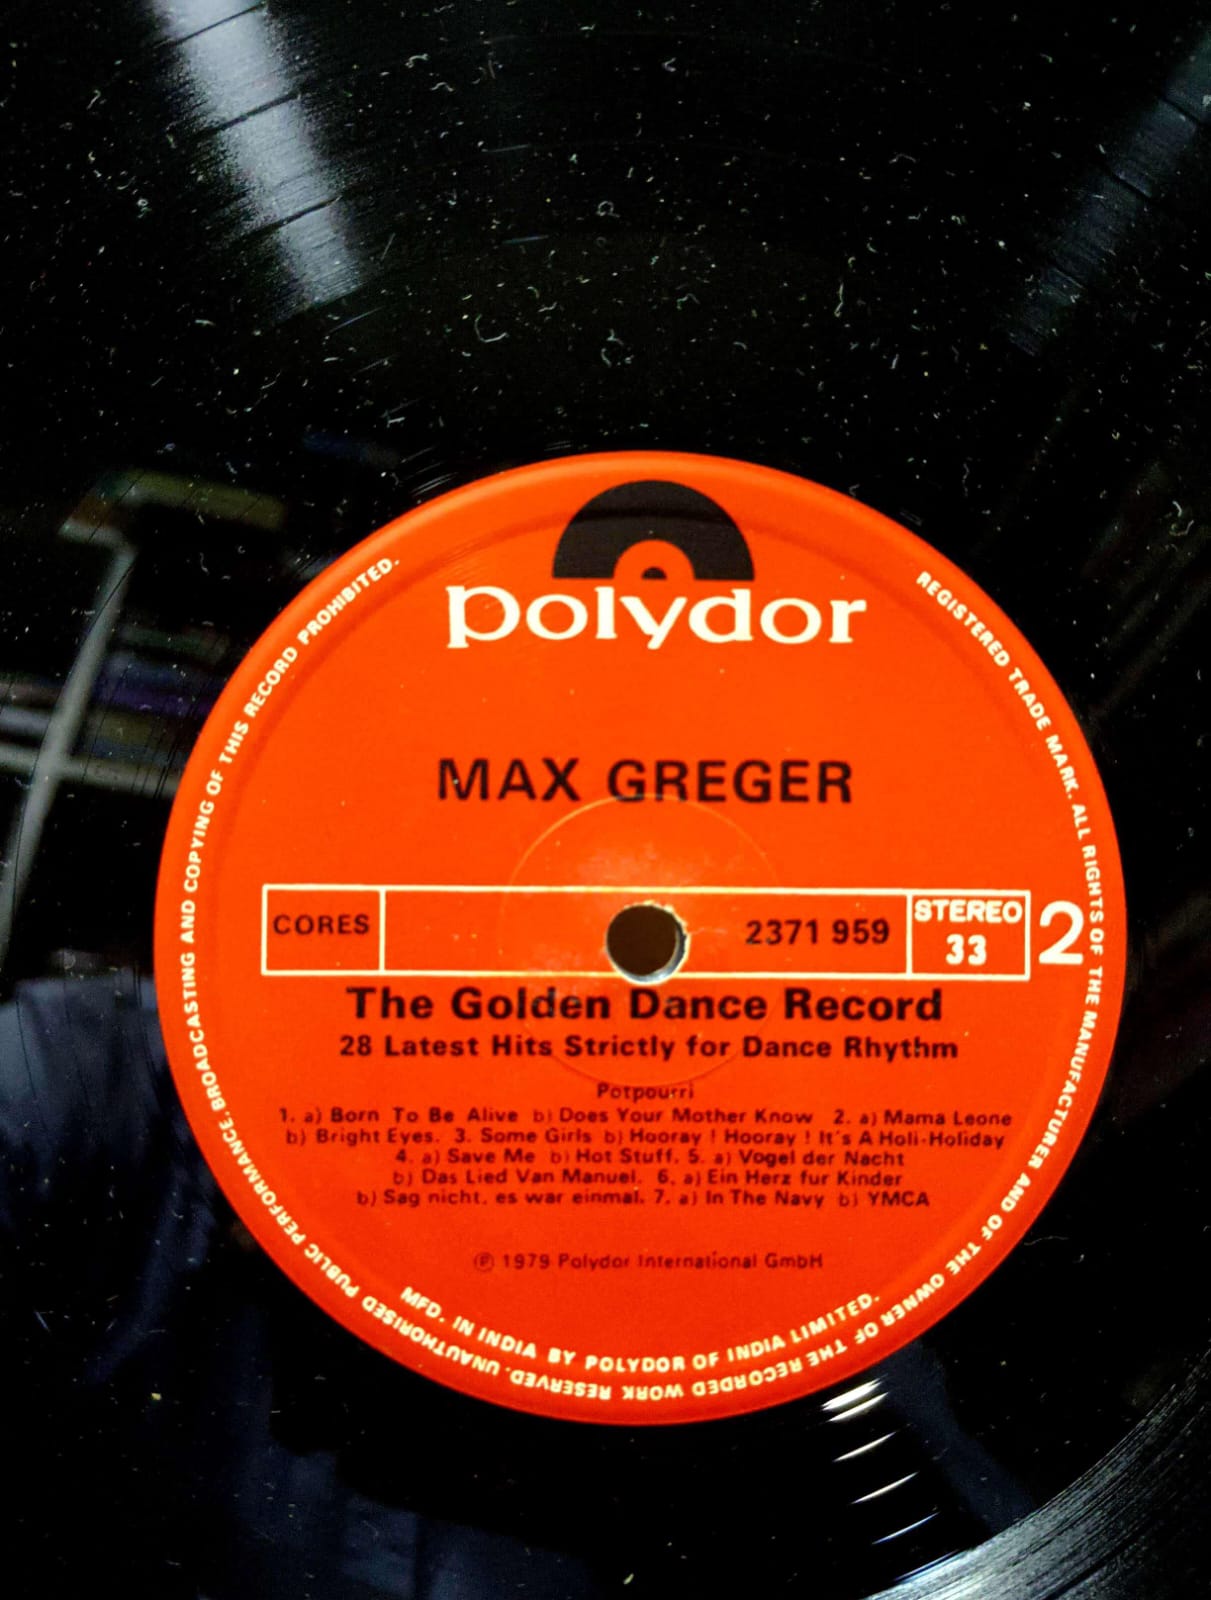 polydor
MAX GREGER
CORES
2371 959
STEREO
33
2
The Golden Dance Record
28 Latest Hits Strictly for Dance Rhythm
Potpourri
1. a) Born To Be Alive b) Does Your Mother Know 2. a) Mama Leone
b) Bright Eyes. 3. Some Girls b) Hooray ! Hooray ! It's A Holi-Holiday
4. a) Save Me b) Hot Stuff. 5. a) Vogel der Nacht
b) Das Lied Van Manuel. 6. a) Ein Herz fur Kinder
b) Sag nicht, es war einmal. 7. a) In The Navy b) YMCA
℗ 1979 Polydor International GmbH
MFD. IN INDIA BY POLYDOR OF INDIA LIMITED.
REGISTERED TRADE MARK. ALL RIGHTS OF THE MANUFACTURER AND OF THE OWNER OF THE RECORDED WORK RESERVED. UNAUTHORISED PUBLIC PERFORMANCE, BROADCASTING AND COPYING OF THIS RECORD PROHIBITED.